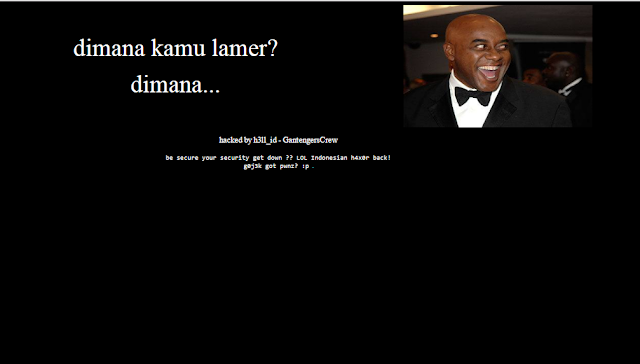 dimana kamu lamer?
dimana...
hacked by h3ll_id - GantengersCrew
be secure your security get down ?? LOL Indonesian h4x0r back!
g0j3k got pwnz? :p .